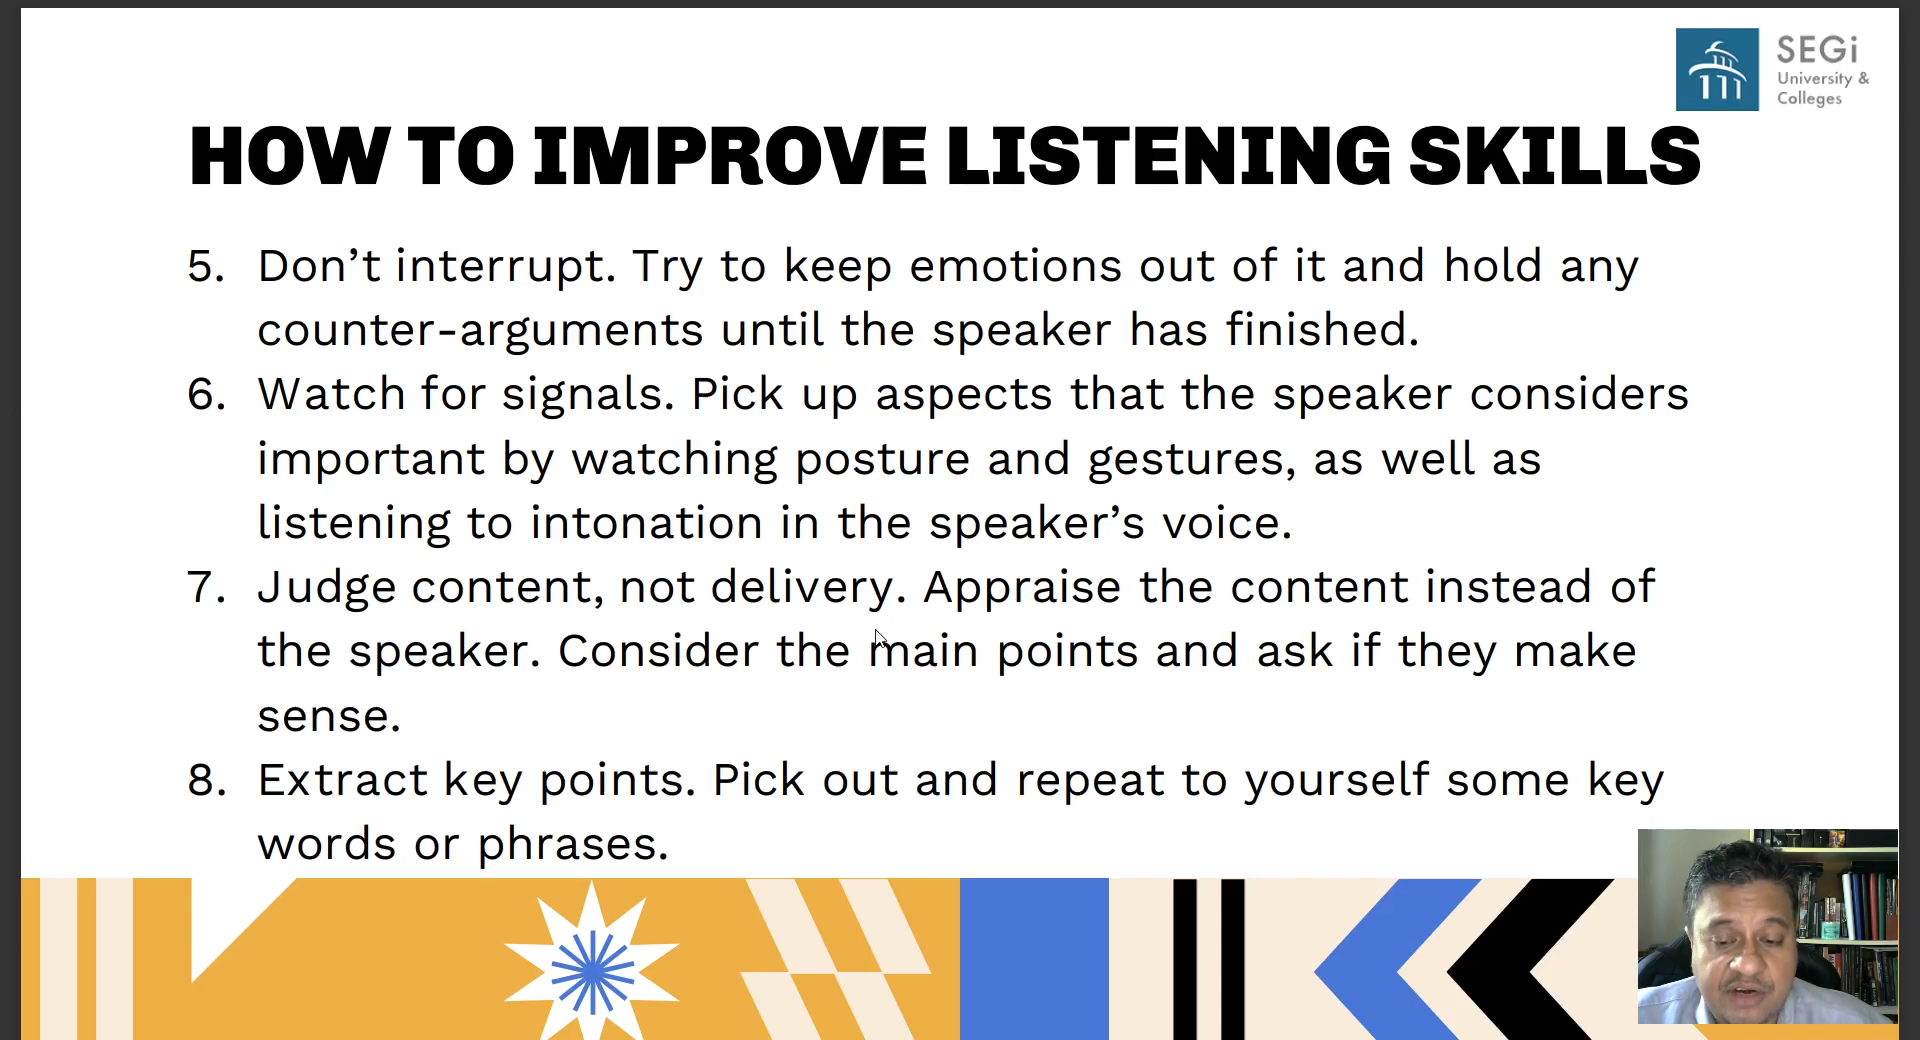 SEGi
University &
Colleges
HOW TO IMPROVE LISTENING SKILLS
5. Don’t interrupt. Try to keep emotions out of it and hold any
counter-arguments until the speaker has finished.
6. Watch for signals. Pick up aspects that the speaker considers
important by watching posture and gestures, as well as
listening to intonation in the speaker’s voice.
7. Judge content, not delivery. Appraise the content instead of
the speaker. Consider the main points and ask if they make
sense.
8. Extract key points. Pick out and repeat to yourself some key
words or phrases.